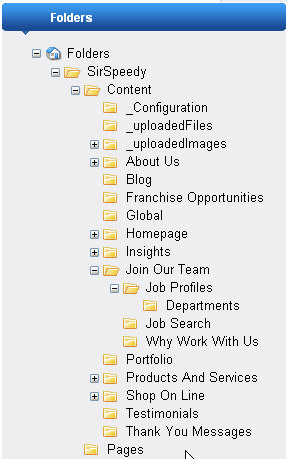 Folders
Folders
SirSpeedy
Content
_Configuration
_uploadedFiles
_uploadedImages
About Us
Blog
Franchise Opportunities
Global
Homepage
Insights
Join Our Team
Job Profiles
Departments
Job Search
Why Work With Us
Portfolio
Products And Services
Shop On Line
Testimonials
Thank You Messages
Pages